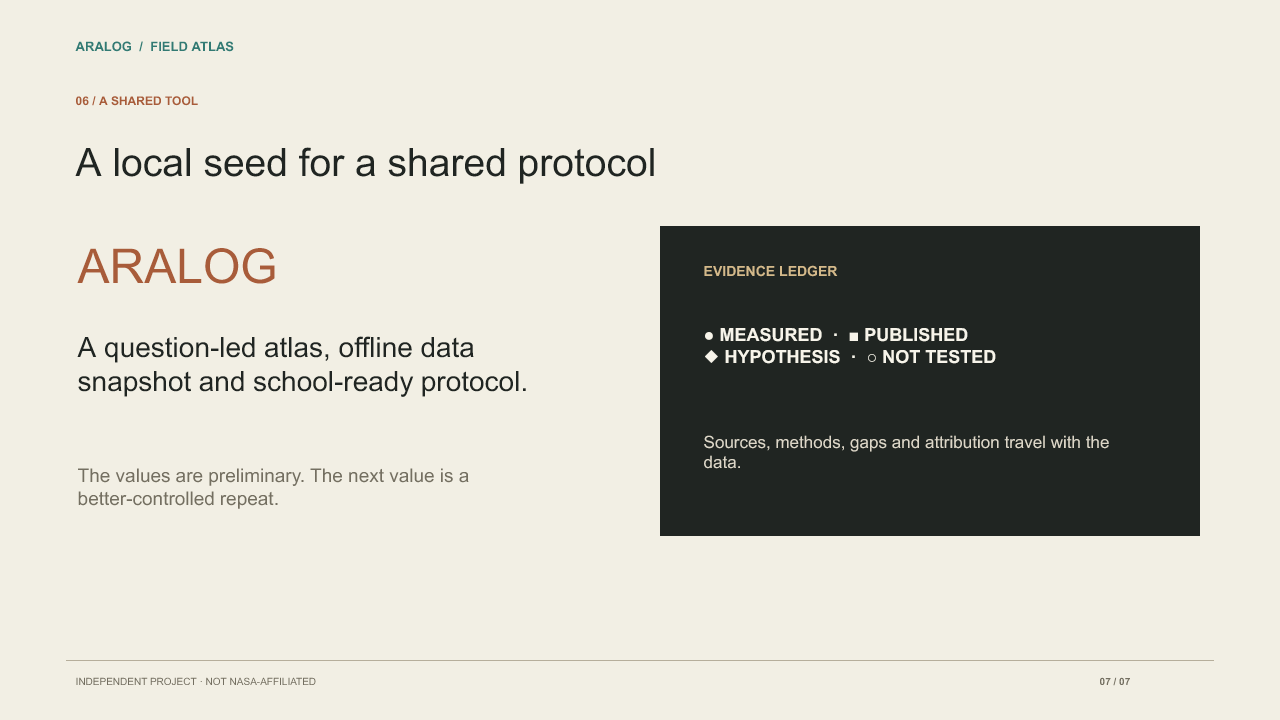 ARALOG / FIELD ATLAS
06 / A SHARED TOOL
A local seed for a shared protocol
ARALOG
A question-led atlas, offline data
snapshot and school-ready protocol.
The values are preliminary. The next value is a
better-controlled repeat.
EVIDENCE LEDGER
● MEASURED · ■ PUBLISHED
◆ HYPOTHESIS · ○ NOT TESTED
Sources, methods, gaps and attribution travel with the
data.
INDEPENDENT PROJECT · NOT NASA-AFFILIATED
07 / 07